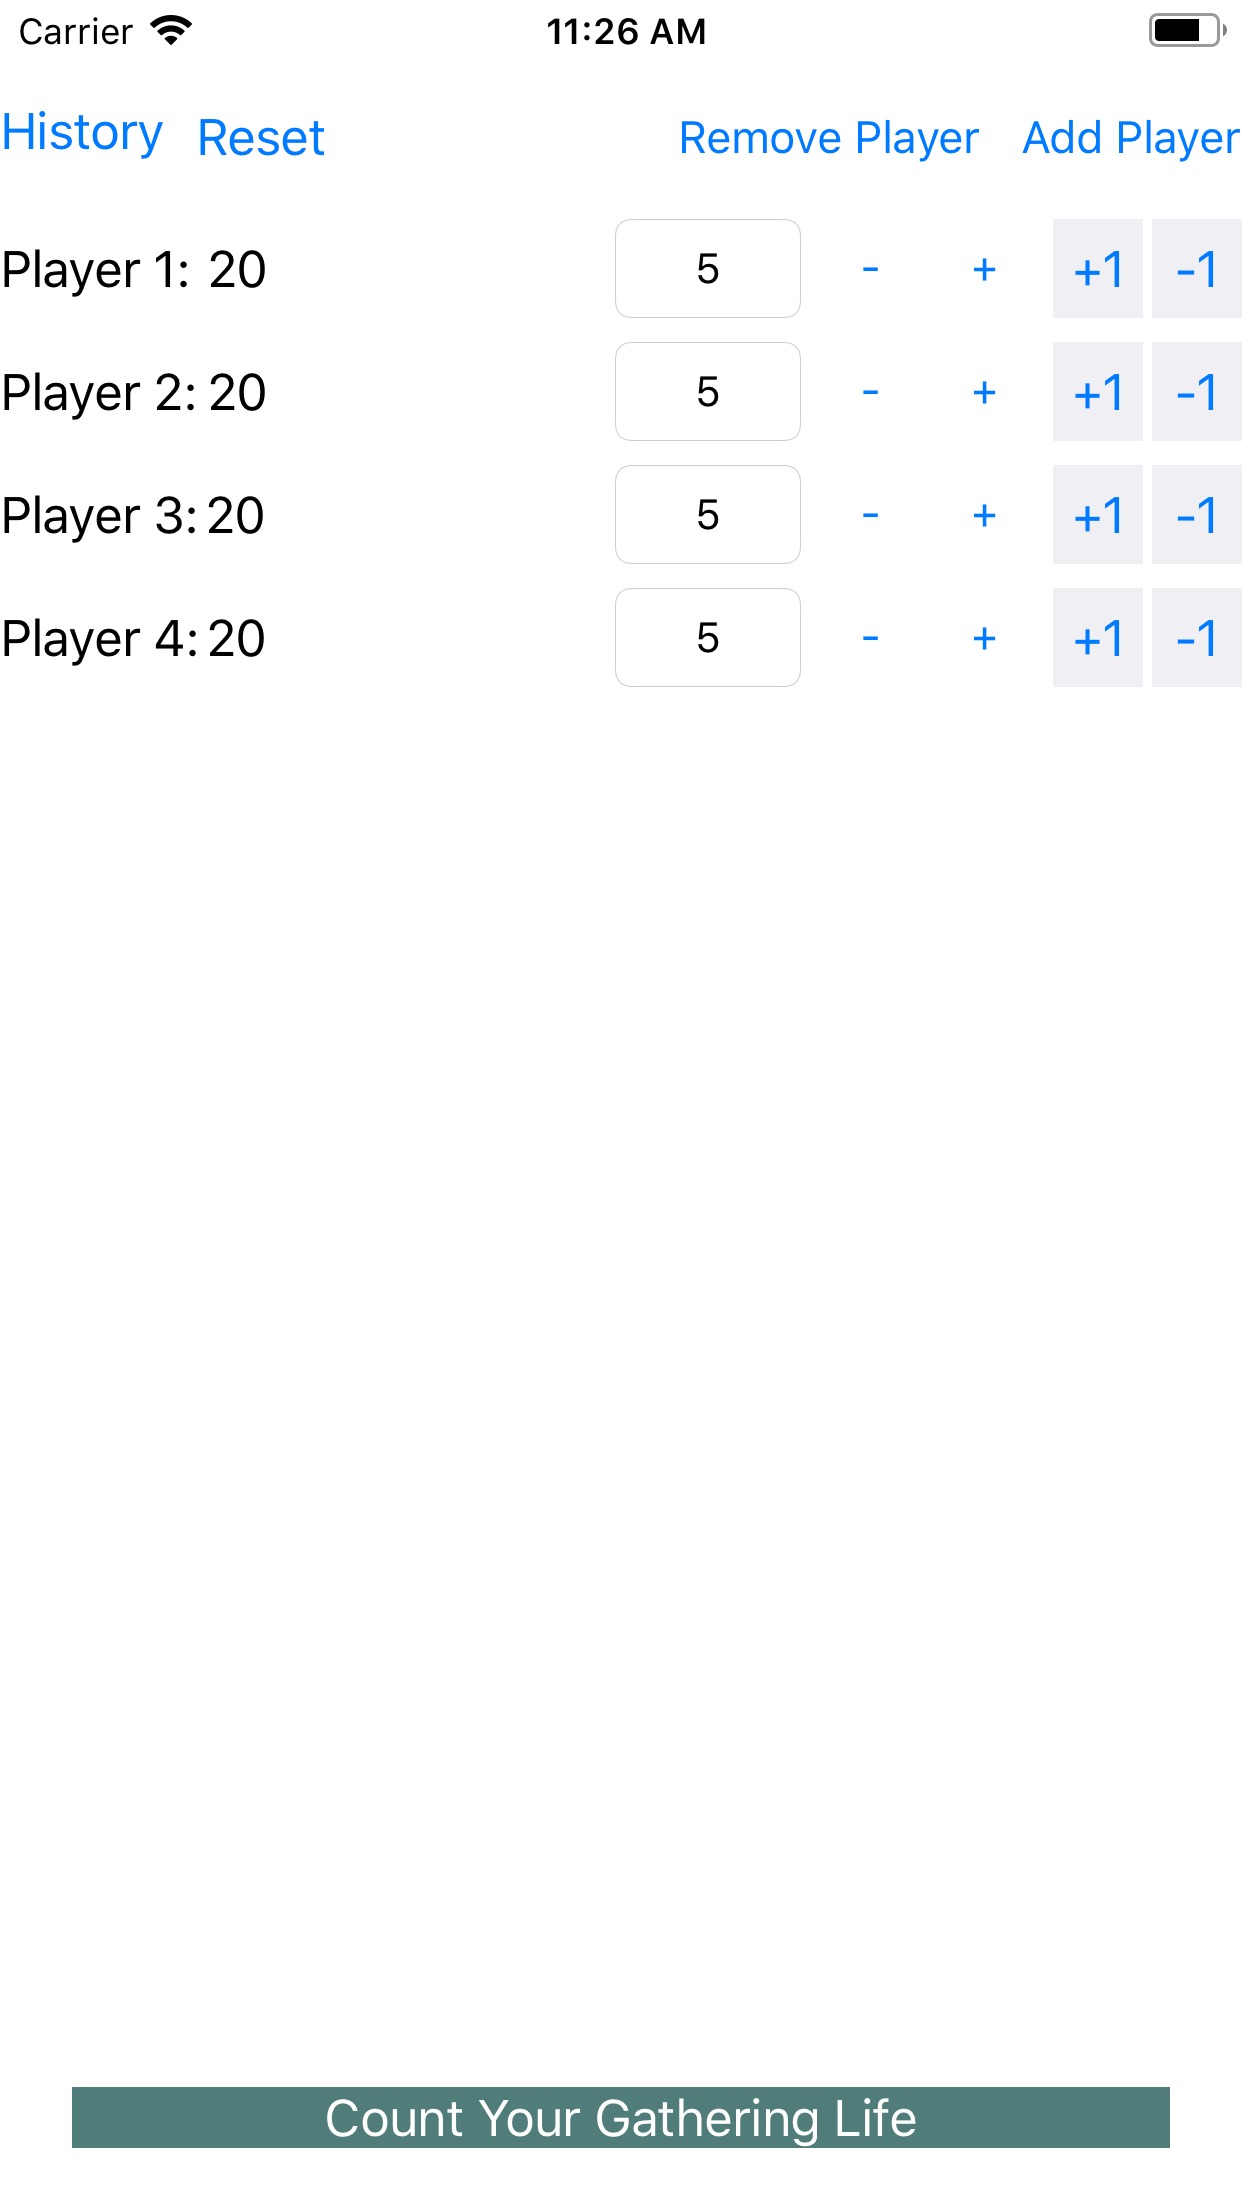 Carrier 11:26 AM
History Reset Remove Player Add Player
Player 1: 20 5 - + +1 -1
Player 2: 20 5 - + +1 -1
Player 3: 20 5 - + +1 -1
Player 4: 20 5 - + +1 -1
Count Your Gathering Life